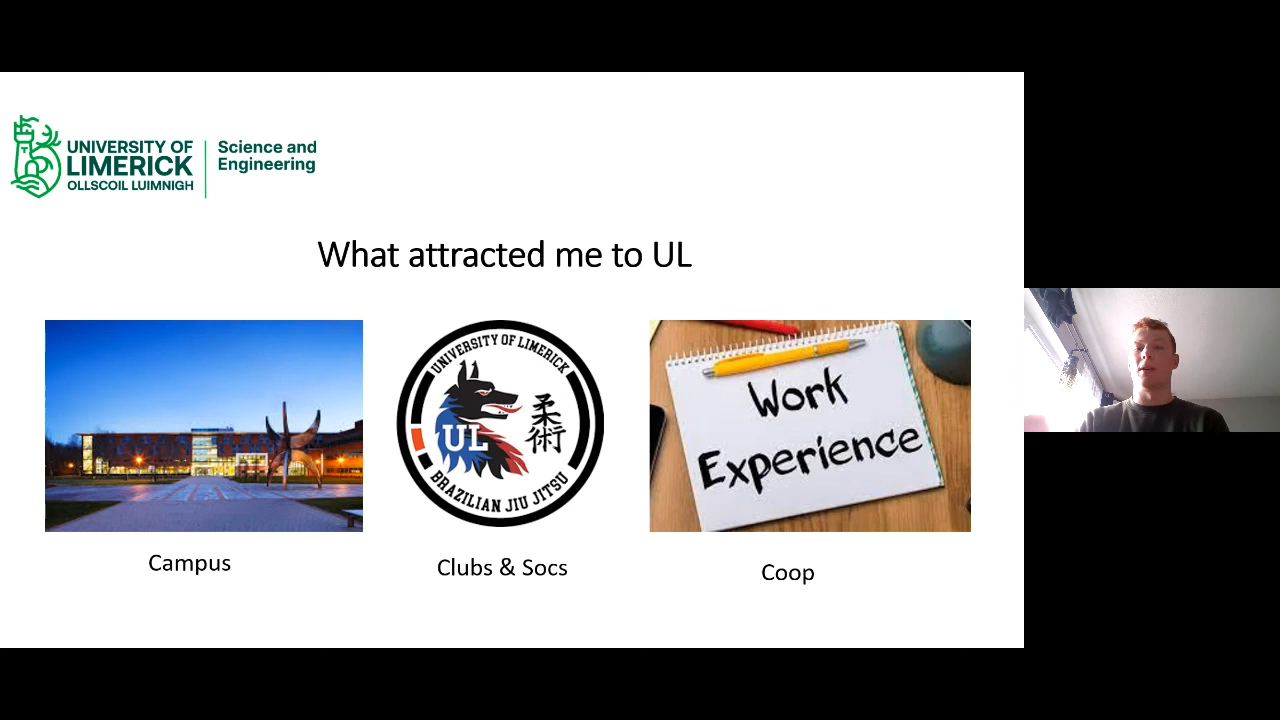 UNIVERSITY OF
LIMERICK
OLLSCOIL LUIMNIGH
Science and
Engineering
What attracted me to UL
UNIVERSITY OF LIMERICK
UL
柔術
BRAZILIAN JIU JITSU
Work
Experience
Campus
Clubs & Socs
Coop